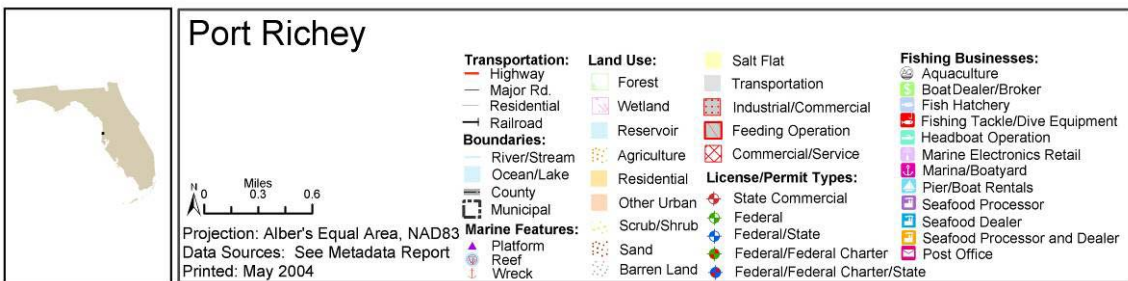 Port Richey
N
Miles
0 0.3 0.6
Projection: Alber's Equal Area, NAD83
Data Sources: See Metadata Report
Printed: May 2004
Transportation:
Highway
Major Rd.
Residential
Railroad
Boundaries:
River/Stream
Ocean/Lake
County
Municipal
Marine Features:
Platform
Reef
Wreck
Land Use:
Forest
Wetland
Reservoir
Agriculture
Residential
Other Urban
Scrub/Shrub
Sand
Barren Land
Salt Flat
Transportation
Industrial/Commercial
Feeding Operation
Commercial/Service
License/Permit Types:
State Commercial
Federal
Federal/State
Federal/Federal Charter
Federal/Federal Charter/State
Fishing Businesses:
Aquaculture
BoatDealer/Broker
Fish Hatchery
Fishing Tackle/Dive Equipment
Headboat Operation
Marine Electronics Retail
Marina/Boatyard
Pier/Boat Rentals
Seafood Processor
Seafood Dealer
Seafood Processor and Dealer
Post Office